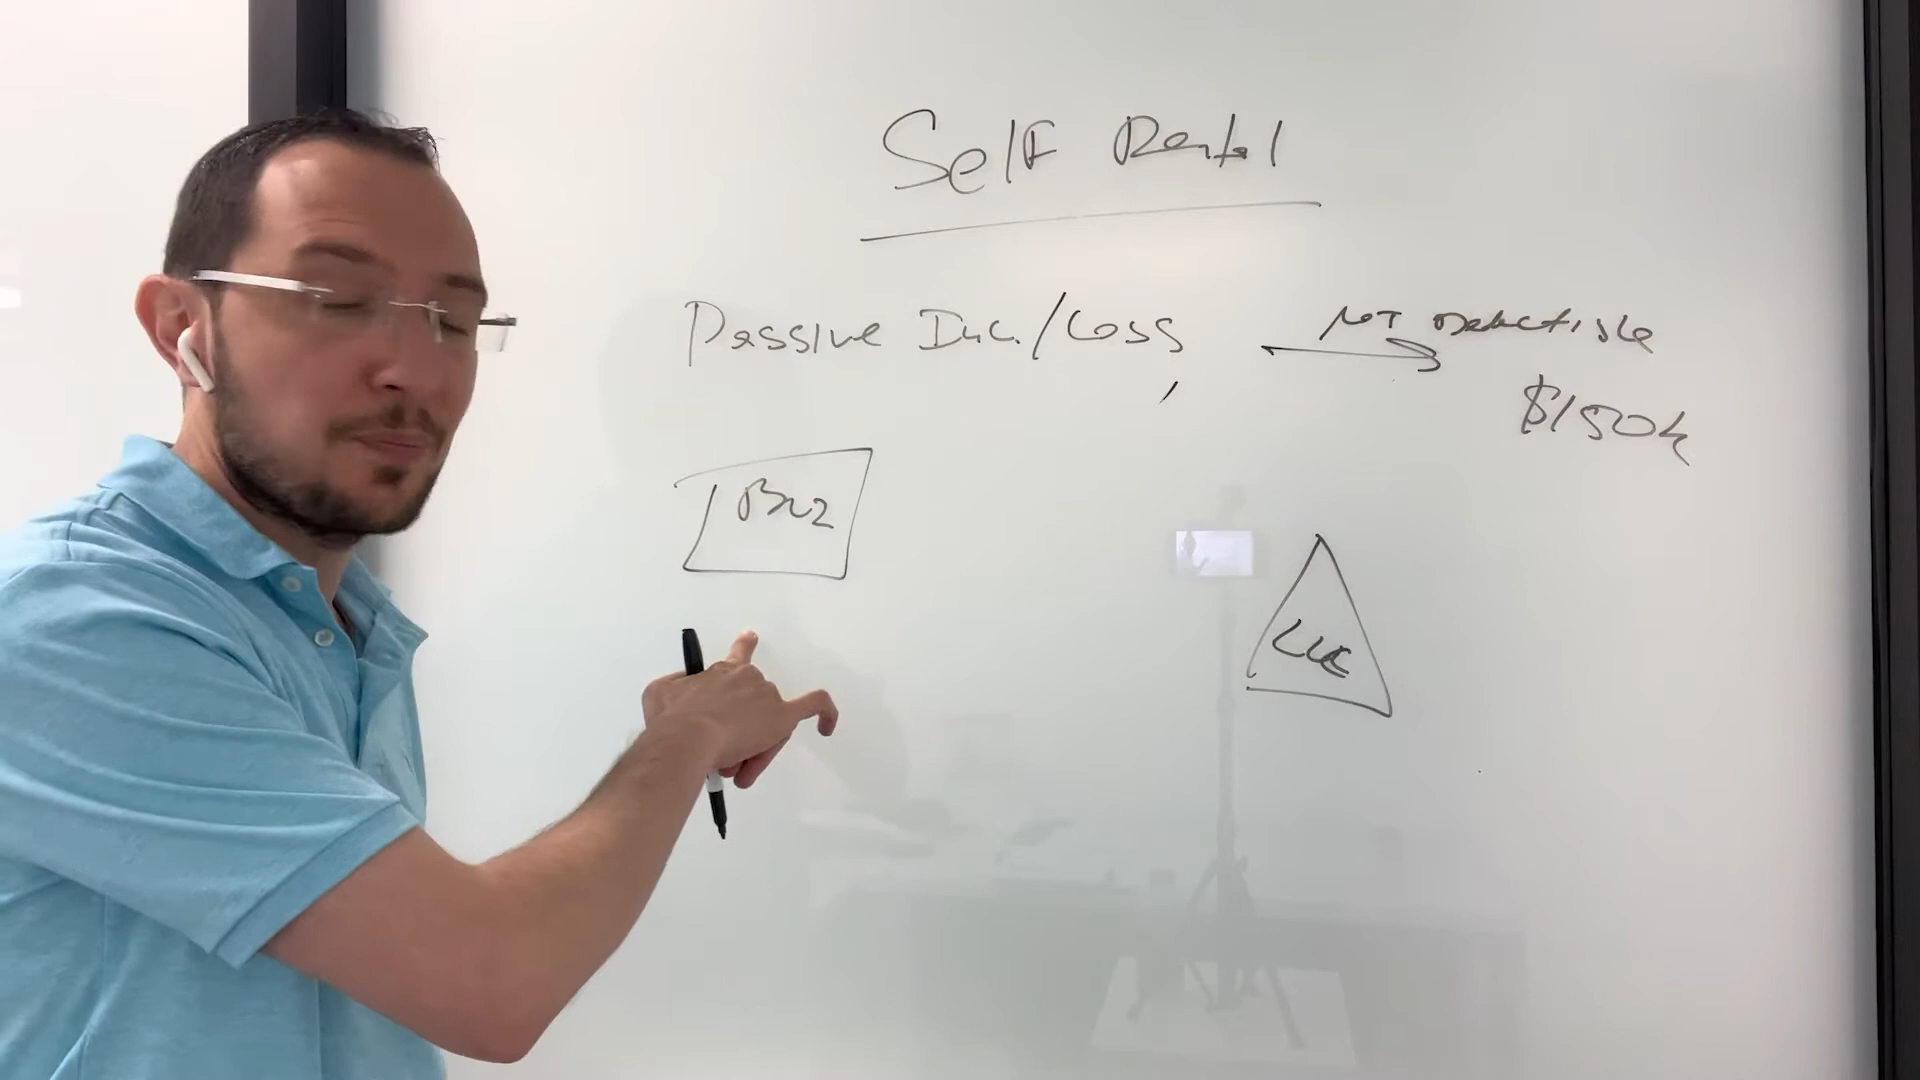 Self Rental
Passive Inc./Loss, → Not Deductible
$150k
Biz
LLC